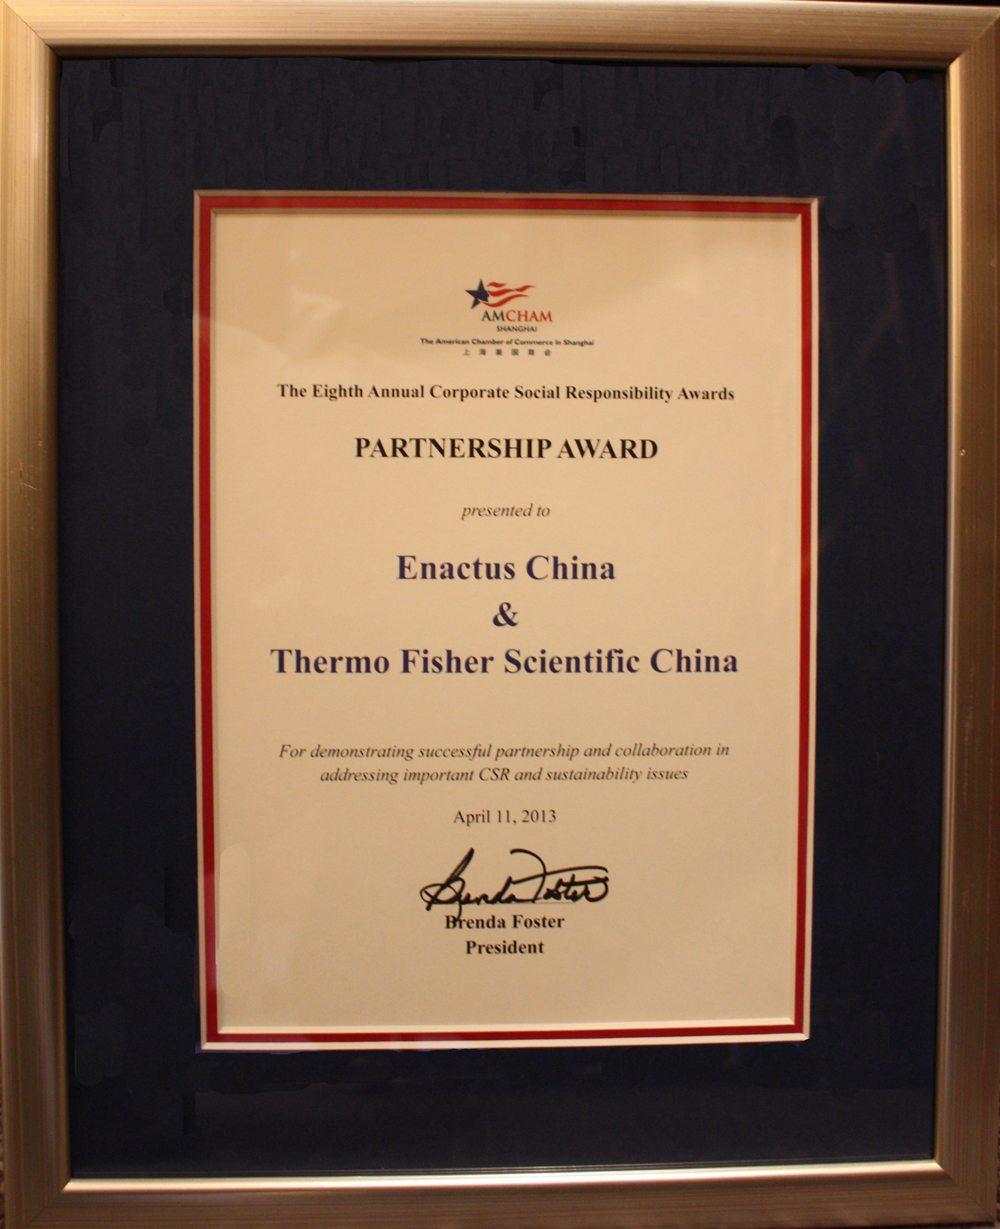 AMCHAM
SHANGHAI
The American Chamber of Commerce in Shanghai
上海美国商会
The Eighth Annual Corporate Social Responsibility Awards
PARTNERSHIP AWARD
presented to
Enactus China
&
Thermo Fisher Scientific China
For demonstrating successful partnership and collaboration in
addressing important CSR and sustainability issues
April 11, 2013
Brenda Foster
Brenda Foster
President